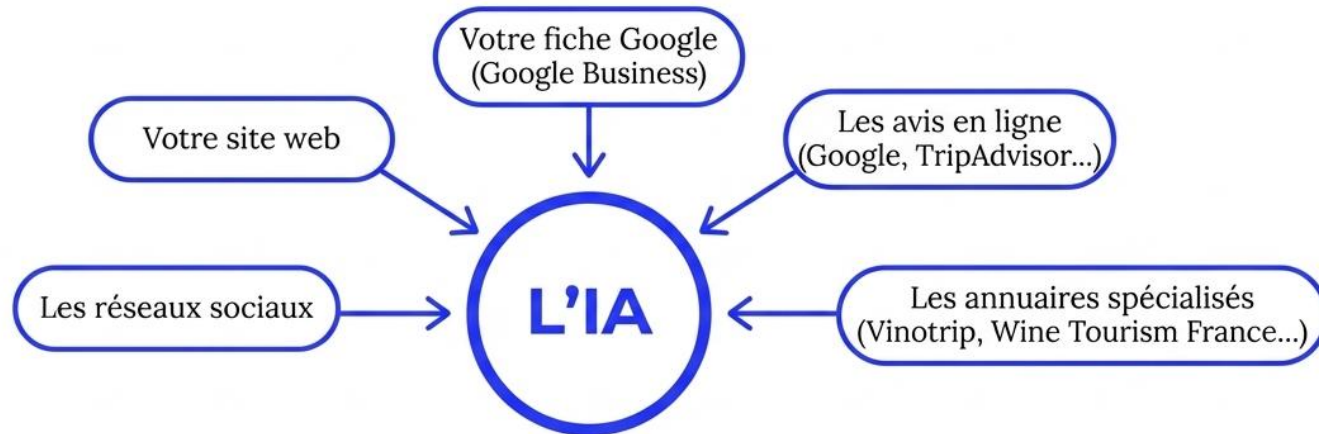 Votre fiche Google
(Google Business)
Votre site web
Les avis en ligne
(Google, TripAdvisor...)
Les réseaux sociaux
L'IA
Les annuaires spécialisés
(Vinotrip, Wine Tourism France...)